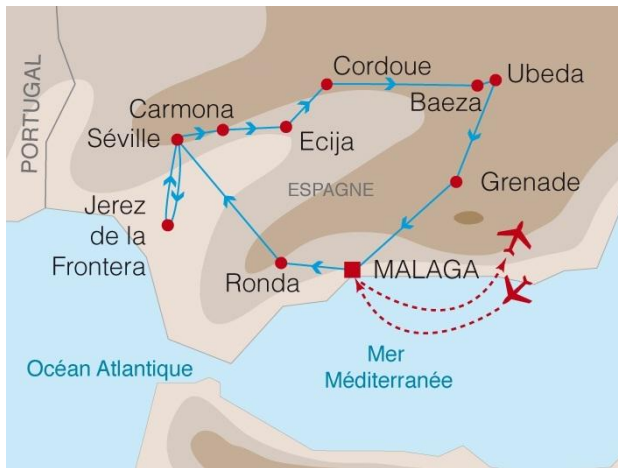 PORTUGAL
Cordoue
Ubeda
Baeza
Carmona
Séville
Ecija
ESPAGNE
Grenade
Jerez
de la
Frontera
Ronda
MALAGA
Océan Atlantique
Mer
Méditerranée